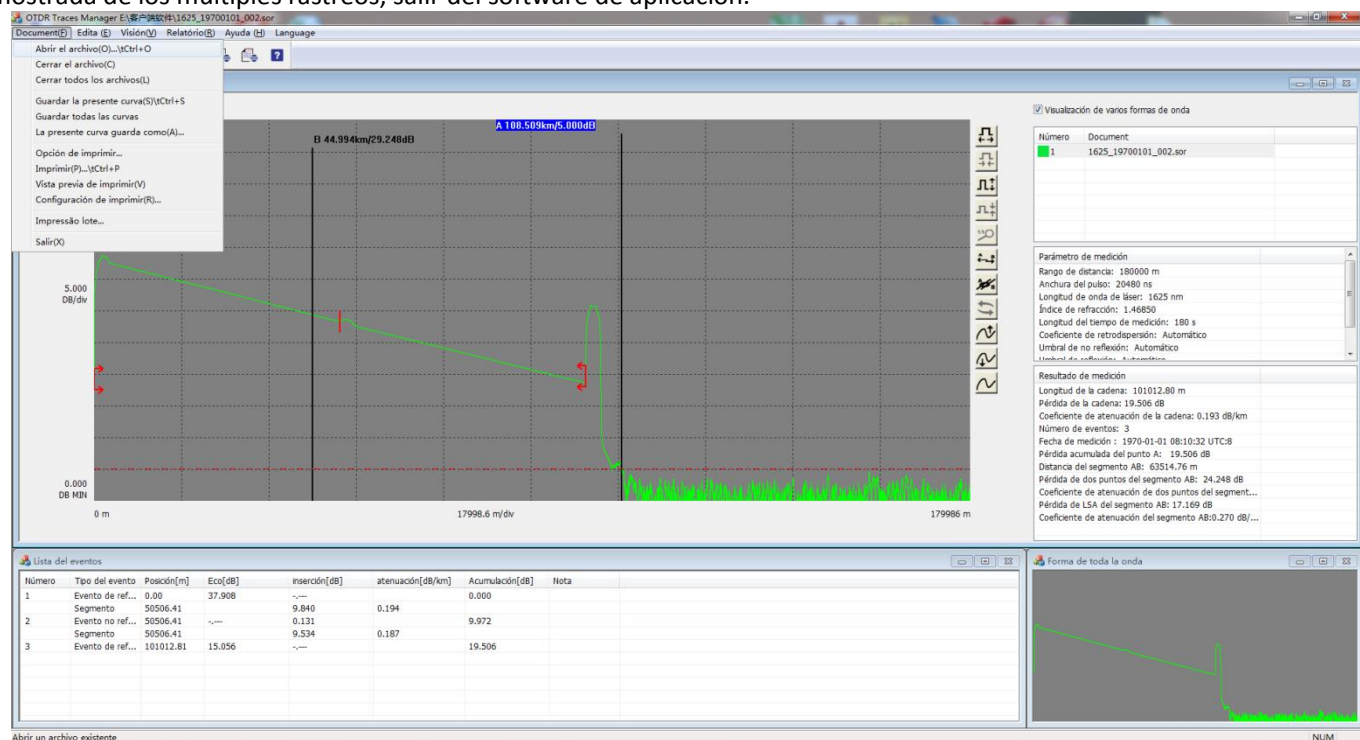 mostrada de los múltiples rastreos, salir del software de aplicación.
OTDR Traces Manager E:\客户端软件\1625_19700101_002.sor
Document(F) Edita (E) Visión(V) Relatório(R) Ayuda (H) Language
Abrir el archivo(O)...\tCtrl+O
Cerrar el archivo(C)
Cerrar todos los archivos(L)
Guardar la presente curva(S)\tCtrl+S
Guardar todas las curvas
La presente curva guarda como(A)...
Opción de imprimir...
Imprimir(P)...\tCtrl+P
Vista previa de imprimir(V)
Configuración de imprimir(R)...
Impressão lote...
Salir(X)
A 108.509km/5.000dB
B 44.994km/29.248dB
5.000
DB/div
0.000
DB MIN
0 m 17998.6 m/div 179986 m
Visualización de varios formas de onda
Número Document
1 1625_19700101_002.sor
Parámetro de medición
Rango de distancia: 180000 m
Anchura del pulso: 20480 ns
Longitud de onda de láser: 1625 nm
Índice de refracción: 1.46850
Longitud del tiempo de medición: 180 s
Coeficiente de retrodispersión: Automático
Umbral de no reflexión: Automático
Umbral de reflexión: Automático
Resultado de medición
Longitud de la cadena: 101012.80 m
Pérdida de la cadena: 19.506 dB
Coeficiente de atenuación de la cadena: 0.193 dB/km
Número de eventos: 3
Fecha de medición : 1970-01-01 08:10:32 UTC:8
Pérdida acumulada del punto A: 19.506 dB
Distancia del segmento AB: 63514.76 m
Pérdida de dos puntos del segmento AB: 24.248 dB
Coeficiente de atenuación de dos puntos del segment...
Pérdida de LSA del segmento AB: 17.169 dB
Coeficiente de atenuación del segmento AB:0.270 dB/...
Lista del eventos
Número Tipo del evento Posición[m] Eco[dB] inserción[dB] atenuación[dB/km] Acumulación[dB] Nota
1 Evento de ref... 0.00 37.908 -.--- 0.000
Segmento 50506.41 9.840 0.194
2 Evento no ref... 50506.41 -.--- 0.131 9.972
Segmento 50506.41 9.534 0.187
3 Evento de ref... 101012.81 15.056 -.--- 19.506
Forma de toda la onda
Abrir un archivo existente NUM